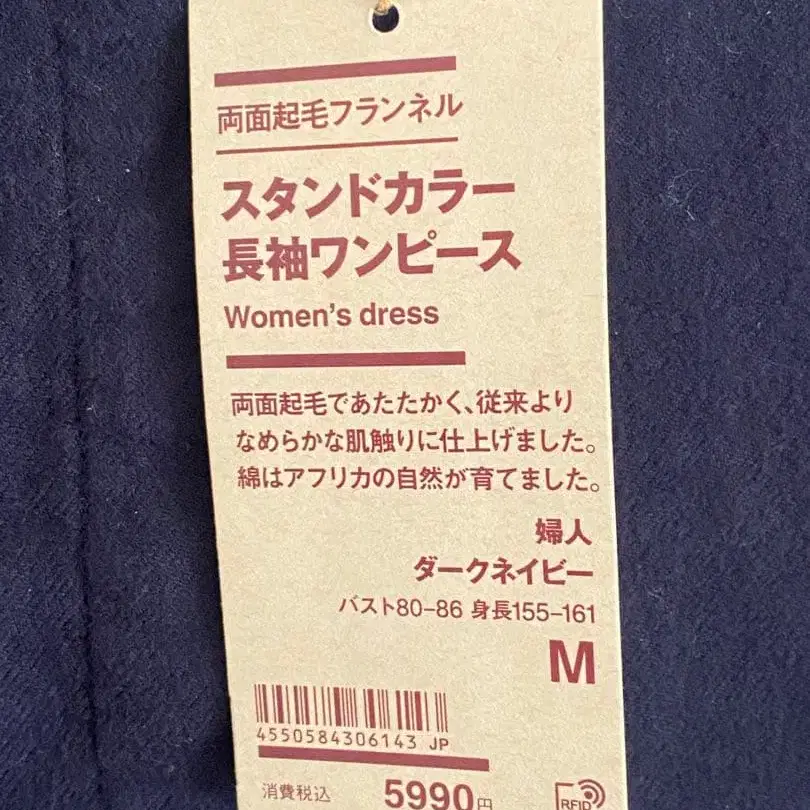 両面起毛フランネル
スタンドカラー
長袖ワンピース
Women's dress
両面起毛であたたかく、従来より
なめらかな肌触りに仕上げました。
綿はアフリカの自然が育てました。
婦人
ダークネイビー
バスト80-86 身長155-161
M
4550584306143 JP
消費税込 5990円
RFID